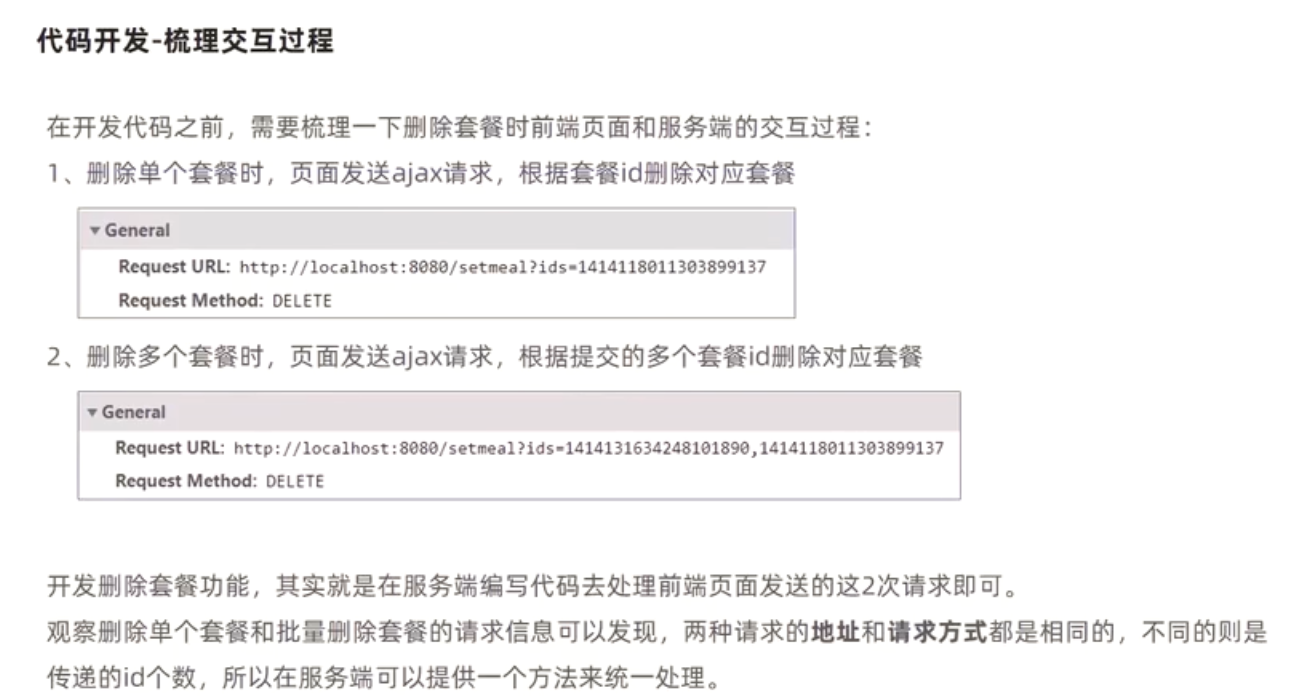 代码开发-梳理交互过程
在开发代码之前，需要梳理一下删除套餐时前端页面和服务端的交互过程：
1、删除单个套餐时，页面发送ajax请求，根据套餐id删除对应套餐
▼ General
Request URL: http://localhost:8080/setmeal?ids=1414118011303899137
Request Method: DELETE
2、删除多个套餐时，页面发送ajax请求，根据提交的多个套餐id删除对应套餐
▼ General
Request URL: http://localhost:8080/setmeal?ids=1414131634248101890,1414118011303899137
Request Method: DELETE
开发删除套餐功能，其实就是在服务端编写代码去处理前端页面发送的这2次请求即可。
观察删除单个套餐和批量删除套餐的请求信息可以发现，两种请求的地址和请求方式都是相同的，不同的则是
传递的id个数，所以在服务端可以提供一个方法来统一处理。